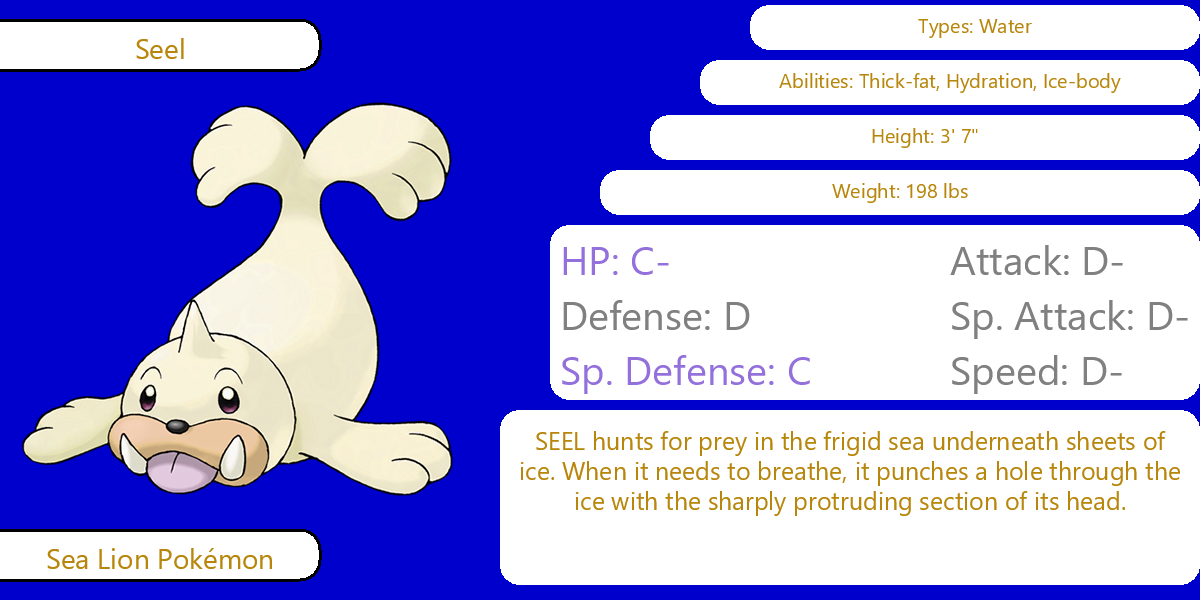 Seel
Types: Water
Abilities: Thick-fat, Hydration, Ice-body
Height: 3' 7"
Weight: 198 lbs
HP: C-
Attack: D-
Defense: D
Sp. Attack: D-
Sp. Defense: C
Speed: D-
SEEL hunts for prey in the frigid sea underneath sheets of
ice. When it needs to breathe, it punches a hole through the
ice with the sharply protruding section of its head.
Sea Lion Pokémon